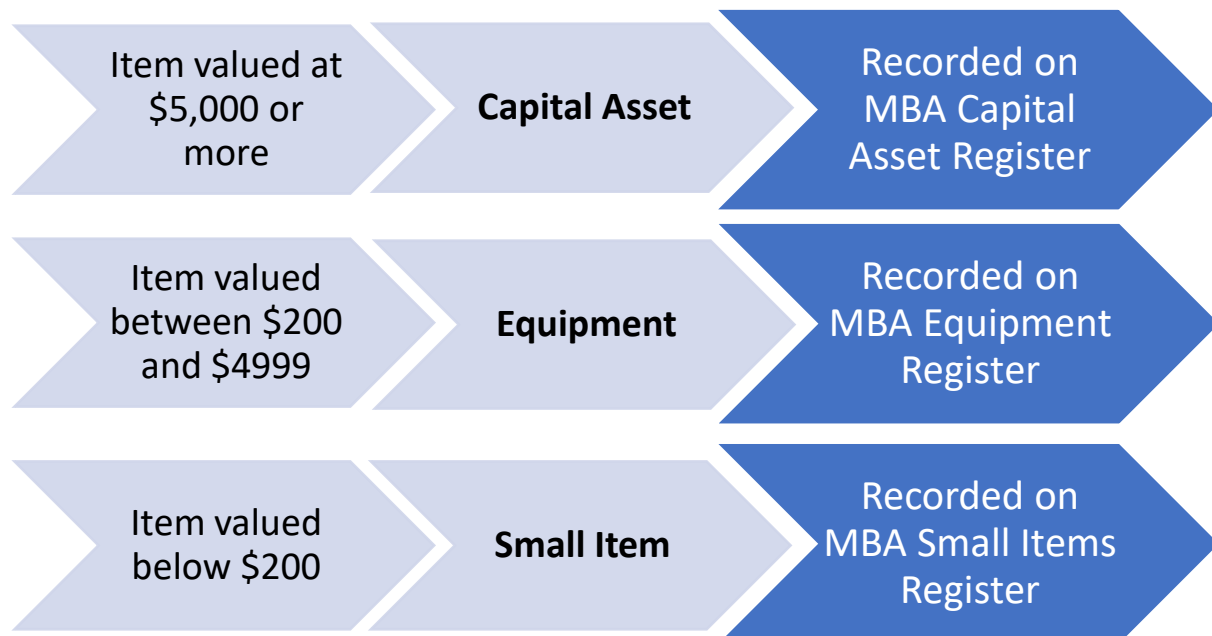 Item valued at
$5,000 or
more
Capital Asset
Recorded on
MBA Capital
Asset Register
Item valued
between $200
and $4999
Equipment
Recorded on
MBA Equipment
Register
Item valued
below $200
Small Item
Recorded on
MBA Small Items
Register